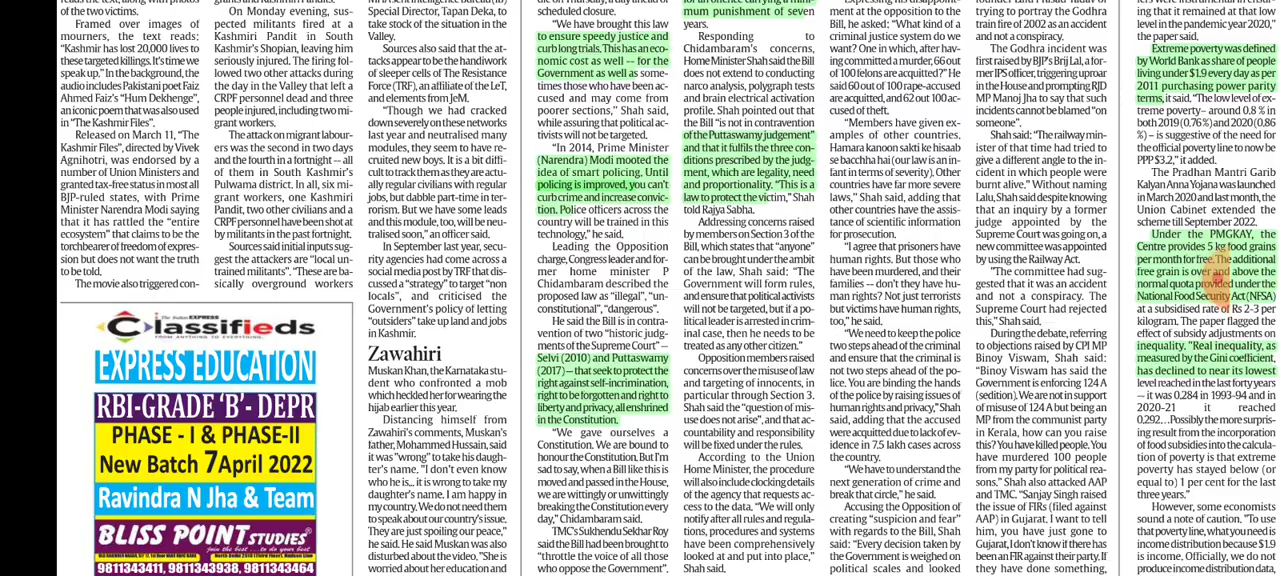 of the two victims.
Framed over images of
mourners, the text reads;
"Kashmir has lost 20,000 lives to
these targeted killings. It's time we
speak up." In the background, the
audio includes Pakistani poet Faiz
Ahmed Faiz's "Hum Dekhenge",
an iconic poem that was also used
in "The Kashmir Files".
Released on March 11, "The
Kashmir Files", directed by Vivek
Agnihotri, was endorsed by a
number of Union Ministers and
granted tax-free status in most all
BJP-ruled states, with Prime
Minister Narendra Modi saying
that it has rattled the "entire
ecosystem" that claims to be the
torchbearer of freedom of expres-
sion but does not want the truth
to be told.
The movie also triggered con-
On Monday evening, sus-
pected militants fired at a
Kashmiri Pandit in South
Kashmir's Shopian, leaving him
seriously injured. The firing fol-
lowed two other attacks during
the day in the Valley that left a
CRPF personnel dead and three
people injured, including two mi-
grant workers.
The attack on migrant labour-
ers was the second in two days
and the fourth in a fortnight -- all
of them in South Kashmir's
Pulwama district. In all, six mi-
grant workers, one Kashmiri
Pandit, two other civilians and a
CRPF personnel have been shot at
by militants in the past fortnight.
Sources said initial inputs sug-
gest the attackers are "local un-
trained militants". "These are ba-
sically overground workers
The Indian EXPRESS
Classifieds
FROM ANYTHING TO EVERYTHING.
EXPRESS EDUCATION
RBI-GRADE 'B'- DEPR
PHASE - I & PHASE-II
New Batch 7 April 2022
Ravindra N Jha & Team
BLISS POINT STUDIES
join the best ...to do your best
9811343411, 9811343938, 9811343464
Special Director, Tapan Deka, to
take stock of the situation in the
Valley.
Sources also said that the at-
tacks appear to be the handiwork
of sleeper cells of The Resistance
Force (TRF), an affiliate of the LeT,
and elements from JeM.
"Though we had cracked
down severely on these networks
last year and neutralised many
modules, they seem to have re-
cruited new boys. It is a bit diffi-
cult to track them as they are actu-
ally regular civilians with regular
jobs, but dabble part-time in ter-
rorism. But we have some leads
and this module, too, will be neu-
tralised soon," an officer said.
In September last year, secu-
rity agencies had come across a
social media post by TRF that dis-
cussed a "strategy" to target "non
locals", and criticised the
Government's policy of letting
"outsiders" take up land and jobs
in Kashmir.
Zawahiri
Muskan Khan, the Karnataka stu-
dent who confronted a mob
which heckled her for wearing the
hijab earlier this year.
Distancing himself from
Zawahiri's comments, Muskan's
father, Mohammed Hussain, said
it was "wrong" to take his daugh-
ter's name. "I don't even know
who he is... it is wrong to take my
daughter's name. I am happy in
my country. We do not need them
to speak about our country's issue.
They are just spoiling our peace,"
he said. He said Muskan was also
disturbed about the video, "She is
worried about her education and
scheduled closure.
"We have brought this law
to ensure speedy justice and
curb long trials. This has an eco-
nomic cost as well -- for the
Government as well as some-
times those who have been ac-
cused and may come from
poorer sections", Shah said,
while assuring that political ac-
tivists will not be targeted.
"In 2014, Prime Minister
(Narendra) Modi mooted the
idea of smart policing. Until
policing is improved, you can't
curb crime and increase convic-
tion. Police officers across the
country will be trained in this
technology," he said.
Leading the Opposition
charge, Congress leader and for-
mer home minister P
Chidambaram described the
proposed law as "illegal", "un-
constitutional", "dangerous".
He said the Bill is in contra-
vention of two "historic judg-
ments of the Supreme Court" —
Selvi (2010) and Puttaswamy
(2017) — that seek to protect the
right against self-incrimination,
right to be forgotten and right to
liberty and privacy, all enshrined
in the Constitution.
"We gave ourselves a
Constitution. We are bound to
honour the Constitution. But I'm
sad to say, when a Bill like this is
moved and passed in the House,
we are wittingly or unwittingly
breaking the Constitution every
day," Chidambaram said.
TMC's Sukhendu Sekhar Roy
said the Bill had been brought to
"throttle the voice of all those
who oppose the Government".
for an offence carrying a mini-
mum punishment of seven
years.
Responding to
Chidambaram's concerns,
Home Minister Shah said the Bill
does not extend to conducting
narco analysis, polygraph tests
and brain electrical activation
profile. Shah pointed out that
the Bill "is not in contravention
of the Puttaswamy judgement"
and that it fulfils the three con-
ditions prescribed by the judg-
ment, which are legality, need
and proportionality. "This is a
law to protect the victim," Shah
told Rajya Sabha.
Addressing concerns raised
by members on Section 3 of the
Bill, which states that "anyone"
can be brought under the ambit
of the law, Shah said: "The
Government will form rules,
and ensure that political activists
will not be targeted, but if a po-
litical leader is arrested in crimi-
nal case, then he needs to be
treated as any other citizen."
Opposition members raised
concerns over the misuse of law
and targeting of innocents, in
particular through Section 3.
Shah said the "question of mis-
use does not arise", and that ac-
countability and responsibility
will be fixed under the rules.
According to the Union
Home Minister, the procedure
will also include clocking details
of the agency that requests ac-
cess to the data. "We will only
notify after all rules and regula-
tions, procedures and systems
have been comprehensively
looked at and put into place,"
Shah said.
ment at the opposition to the
Bill, he asked; "What kind of a
criminal justice system do we
want? One in which, after hav-
ing committed a murder, 66 out
of 100 felons are acquitted?" He
said 60 out of 100 rape-accused
are acquitted, and 62 out 100 ac-
cused of theft.
"Members have given ex-
amples of other countries,
Hamara kanoon sakti ke hisaab
se bacchha hai (our law is an in-
fant in terms of severity). Other
countries have far more severe
laws," Shah said, adding that
other countries have the assis-
tance of scientific information
for prosecution.
"I agree that prisoners have
human rights. But those who
have been murdered, and their
families -- don't they have hu-
man rights? Not just terrorists
but victims have human rights,
too," he said.
"We need to keep the police
two steps ahead of the criminal
and ensure that the criminal is
not two steps ahead of the po-
lice. You are binding the hands
of the police by raising issues of
human rights and privacy," Shah
said, adding that the accused
were acquitted due to lack of ev-
idence in 7.5 lakh cases across
the country.
"We have to understand the
next generation of crime and
break that circle," he said.
Accusing the Opposition of
creating "suspicion and fear"
with regards to the Bill, Shah
said: "Every decision taken by
the Government is weighed on
political scales and looked
trying to portray the Godhra
train fire of 2002 as an accident
and not a conspiracy.
The Godhra incident was
first raised by BJP's Brij Lal, a for-
mer IPS officer, triggering uproar
in the House and prompting RJD
MP Manoj Jha to say that such
incidents cannot be blamed "on
someone".
Shah said: "The railway min-
ister of that time had tried to
give a different angle to the in-
cident in which people were
burnt alive." Without naming
Lalu, Shah said despite knowing
that an inquiry by a former
judge appointed by the
Supreme Court was going on, a
new committee was appointed
by using the Railway Act.
"The committee had sug-
gested that it was an accident
and not a conspiracy. The
Supreme Court had rejected
this," Shah said.
During the debate, referring
to objections raised by CPI MP
Binoy Viswam, Shah said:
"Binoy Viswam has said the
Government is enforcing 124 A
(sedition). We are not in support
of misuse of 124 A but being an
MP from the communist party
in Kerala, how can you raise
this? You have killed people. You
have murdered 100 people
from my party for political rea-
sons." Shah also attacked AAP
and TMC. "Sanjay Singh raised
the issue of FIRs (filed against
AAP) in Gujarat. I want to tell
him, you have just gone to
Gujarat, I don't know if there has
been an FIR against their party. If
they have done something,
ing that it remained at that low
level in the pandemic year 2020,"
the paper said.
Extreme poverty was defined
by World Bank as share of people
living under $1.9 every day as per
2011 purchasing power parity
terms, it said. "The low level of ex-
treme poverty– around 0.8% in
both 2019 (0.76%) and 2020 (0.86
%) – is suggestive of the need for
the official poverty line to now be
PPP $3.2," it added.
The Pradhan Mantri Garib
Kalyan Anna Yojana was launched
in March 2020 and last month, the
Union Cabinet extended the
scheme till September 2022.
Under the PMGKAY, the
Centre provides 5 kg food grains
per month for free. The additional
free grain is over and above the
normal quota provided under the
National Food Security Act (NFSA)
at a subsidised rate of Rs 2-3 per
kilogram. The paper flagged the
effect of subsidy adjustments on
inequality. "Real inequality, as
measured by the Gini coefficient,
has declined to near its lowest
level reached in the last forty years
-- it was 0.284 in 1993-94 and in
2020-21 it reached
0.292...Possibly the more surpris-
ing result from the incorporation
of food subsidies into the calcula-
tion of poverty is that extreme
poverty has stayed below (or
equal to) 1 per cent for the last
three years."
However, some economists
sound a note of caution. "To use
that poverty line, what you need is
income distribution because $1.9
is income. Officially, we do not
produce income distribution data,